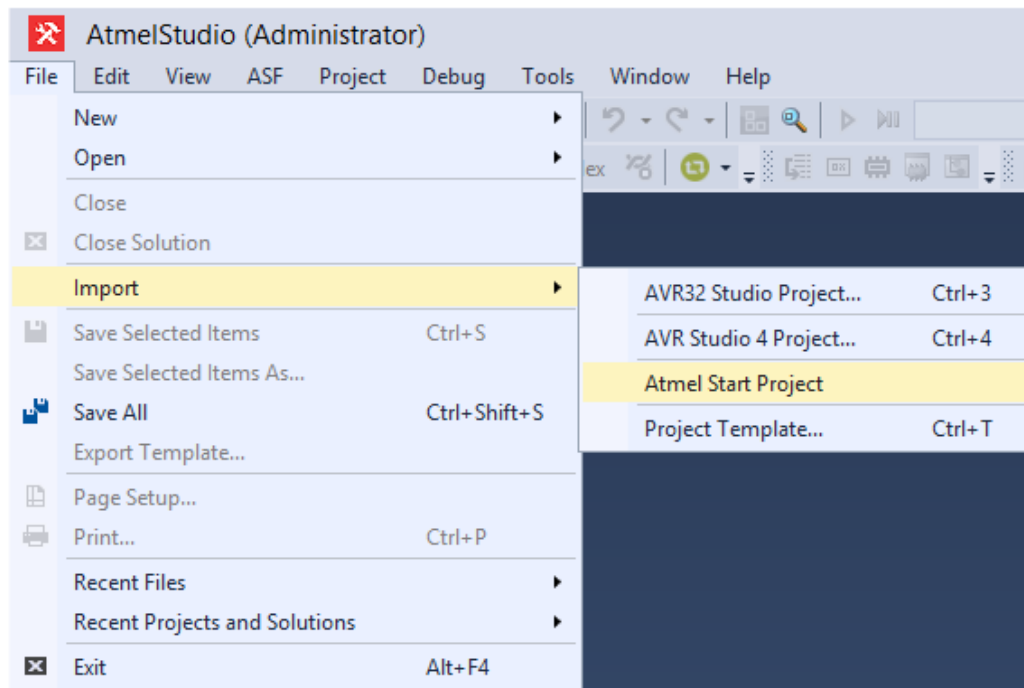 AtmelStudio (Administrator)
File Edit View ASF Project Debug Tools Window Help
New
Open
ex
Close
Close Solution
Import
AVR32 Studio Project... Ctrl+3
AVR Studio 4 Project... Ctrl+4
Atmel Start Project
Project Template... Ctrl+T
Save Selected Items Ctrl+S
Save Selected Items As...
Save All Ctrl+Shift+S
Export Template...
Page Setup...
Print... Ctrl+P
Recent Files
Recent Projects and Solutions
Exit Alt+F4